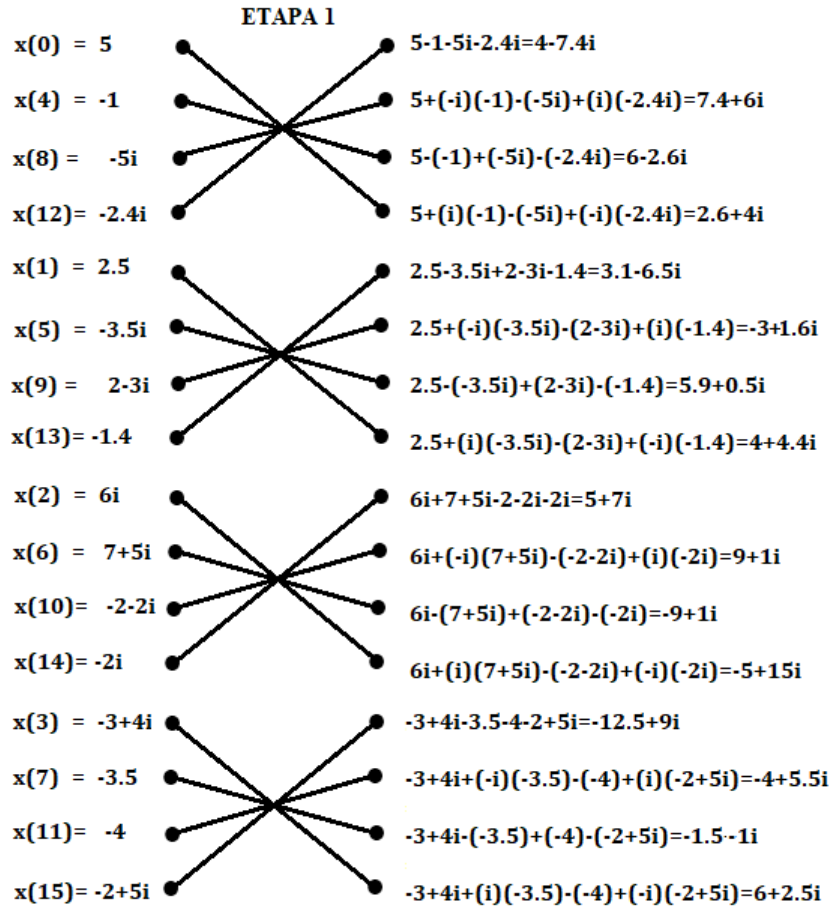 ETAPA 1
x(0) = 5 5-1-5i-2.4i=4-7.4i
x(4) = -1 5+(-i)(-1)-(-5i)+(i)(-2.4i)=7.4+6i
x(8) = -5i 5-(-1)+(-5i)-(-2.4i)=6-2.6i
x(12)= -2.4i 5+(i)(-1)-(-5i)+(-i)(-2.4i)=2.6+4i
x(1) = 2.5 2.5-3.5i+2-3i-1.4=3.1-6.5i
x(5) = -3.5i 2.5+(-i)(-3.5i)-(2-3i)+(i)(-1.4)=-3+1.6i
x(9) = 2-3i 2.5-(-3.5i)+(2-3i)-(-1.4)=5.9+0.5i
x(13)= -1.4 2.5+(i)(-3.5i)-(2-3i)+(-i)(-1.4)=4+4.4i
x(2) = 6i 6i+7+5i-2-2i-2i=5+7i
x(6) = 7+5i 6i+(-i)(7+5i)-(-2-2i)+(i)(-2i)=9+1i
x(10)= -2-2i 6i-(7+5i)+(-2-2i)-(-2i)=-9+1i
x(14)= -2i 6i+(i)(7+5i)-(-2-2i)+(-i)(-2i)=-5+15i
x(3) = -3+4i -3+4i-3.5-4-2+5i=-12.5+9i
x(7) = -3.5 -3+4i+(-i)(-3.5)-(-4)+(i)(-2+5i)=-4+5.5i
x(11)= -4 -3+4i-(-3.5)+(-4)-(-2+5i)=-1.5--1i
x(15)= -2+5i -3+4i+(i)(-3.5)-(-4)+(-i)(-2+5i)=6+2.5i